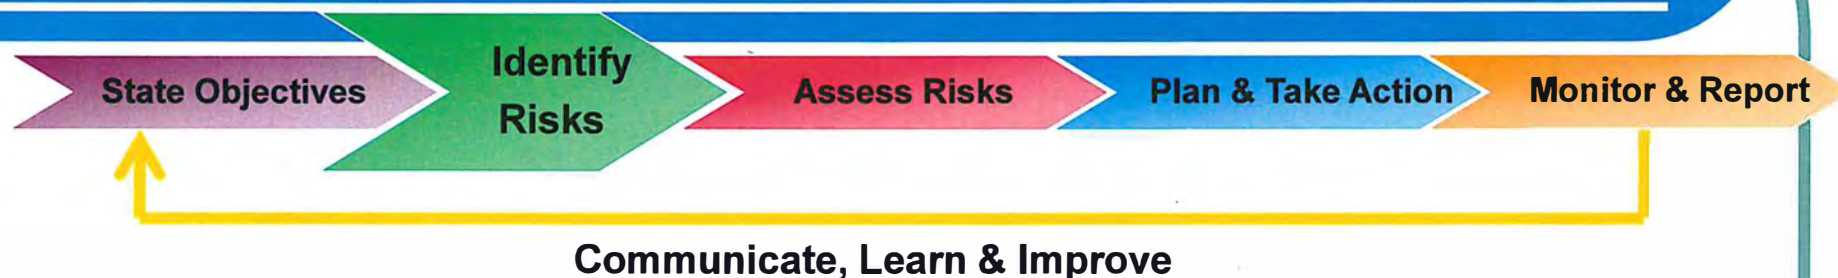 State Objectives
Identify
Risks
Assess Risks
Plan & Take Action
Monitor & Report
Communicate, Learn & Improve